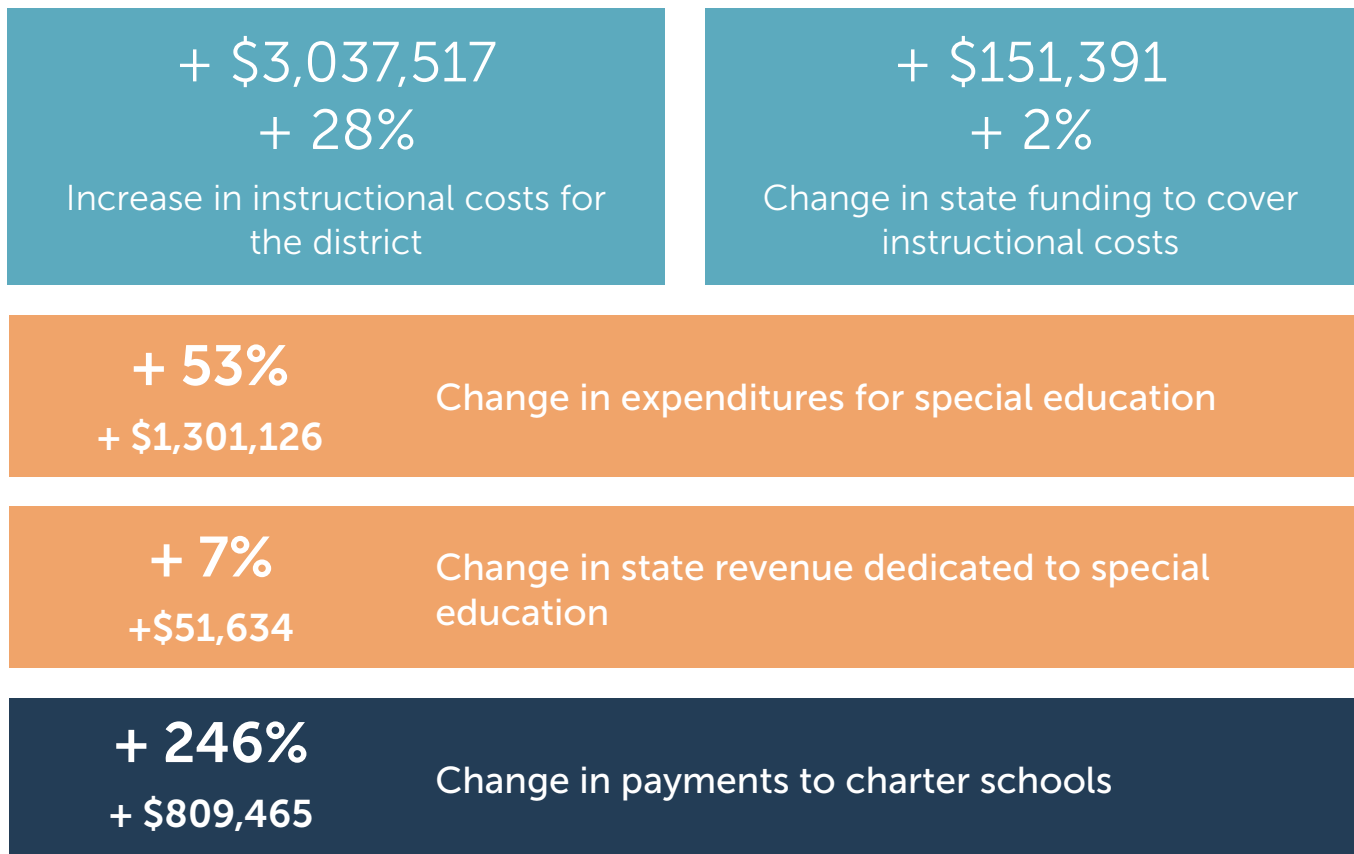 + $3,037,517
+ 28%
Increase in instructional costs for
the district
+ $151,391
+ 2%
Change in state funding to cover
instructional costs
+ 53%
+ $1,301,126
Change in expenditures for special education
+ 7%
+$51,634
Change in state revenue dedicated to special
education
+ 246%
+ $809,465
Change in payments to charter schools